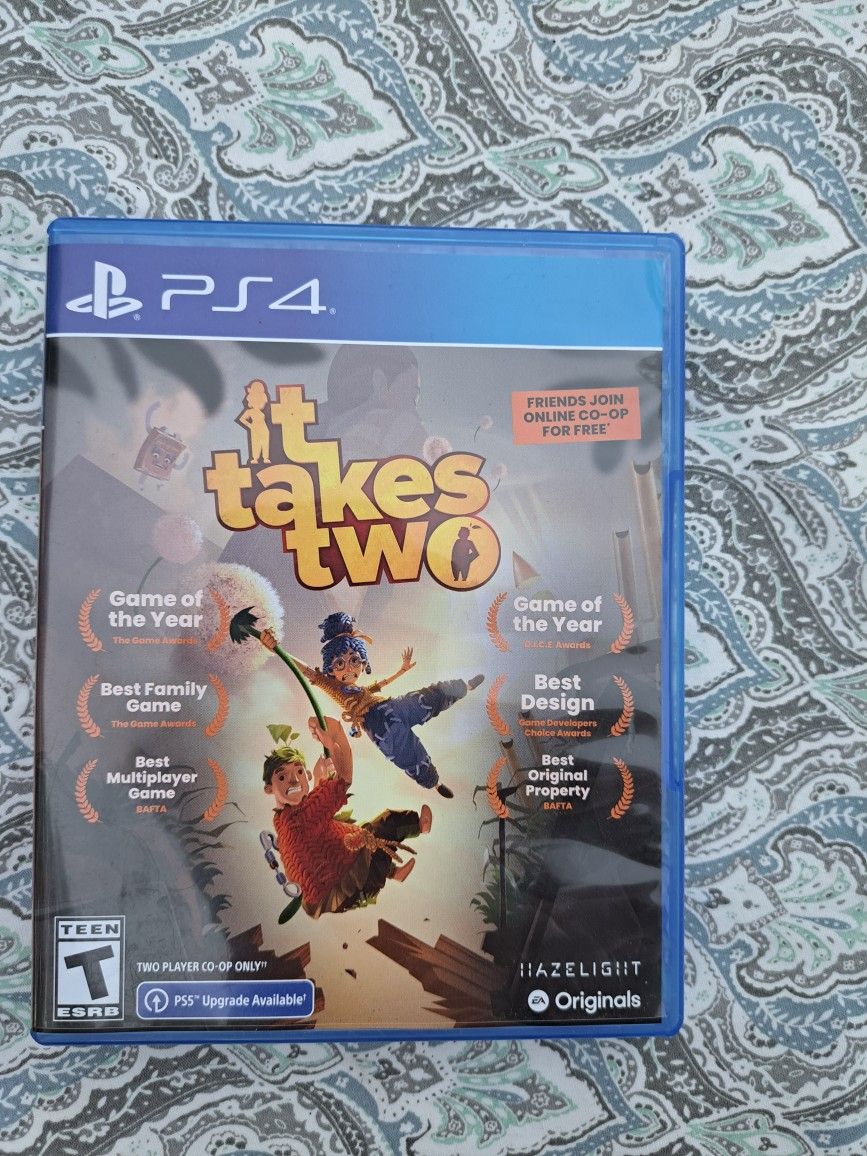 PS4
it
takes
two
FRIENDS JOIN
ONLINE CO-OP
FOR FREE*
Game of
the Year
The Game Awards
Best Family
Game
The Game Awards
Best
Multiplayer
Game
BAFTA
Game of
the Year
D.I.C.E Awards
Best
Design
Game Developers
Choice Awards
Best
Original
Property
BAFTA
TEEN
T
ESRB
TWO PLAYER CO-OP ONLY††
PS5™ Upgrade Available†
HAZELIGHT
EA Originals